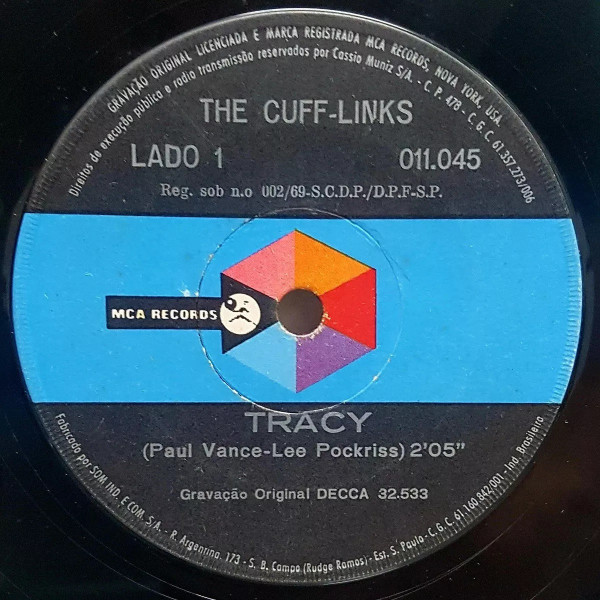 GRAVAÇÃO ORIGINAL LICENCIADA E MARCA REGISTRADA MCA RECORDS, NOVA YORK, USA.
Direitos de execução pública e radio transmissão reservados por Cassio Muniz S/A. - C. P. 478 - C. G. C. 61.357.273/006
THE CUFF-LINKS
LADO 1 011.045
Reg. sob n.o 002/69-S.C.D.P./D.P.F-S.P.
MCA RECORDS
TRACY
(Paul Vance-Lee Pockriss) 2'05"
Gravação Original DECCA 32.533
Fabricado por SOM IND. E COM. S/A. - R. Argentina, 173 - S. B. Campo (Rudge Ramos) - Est. S. Paulo - C. G. C. 61.160.842/001 - Ind. Brasileira